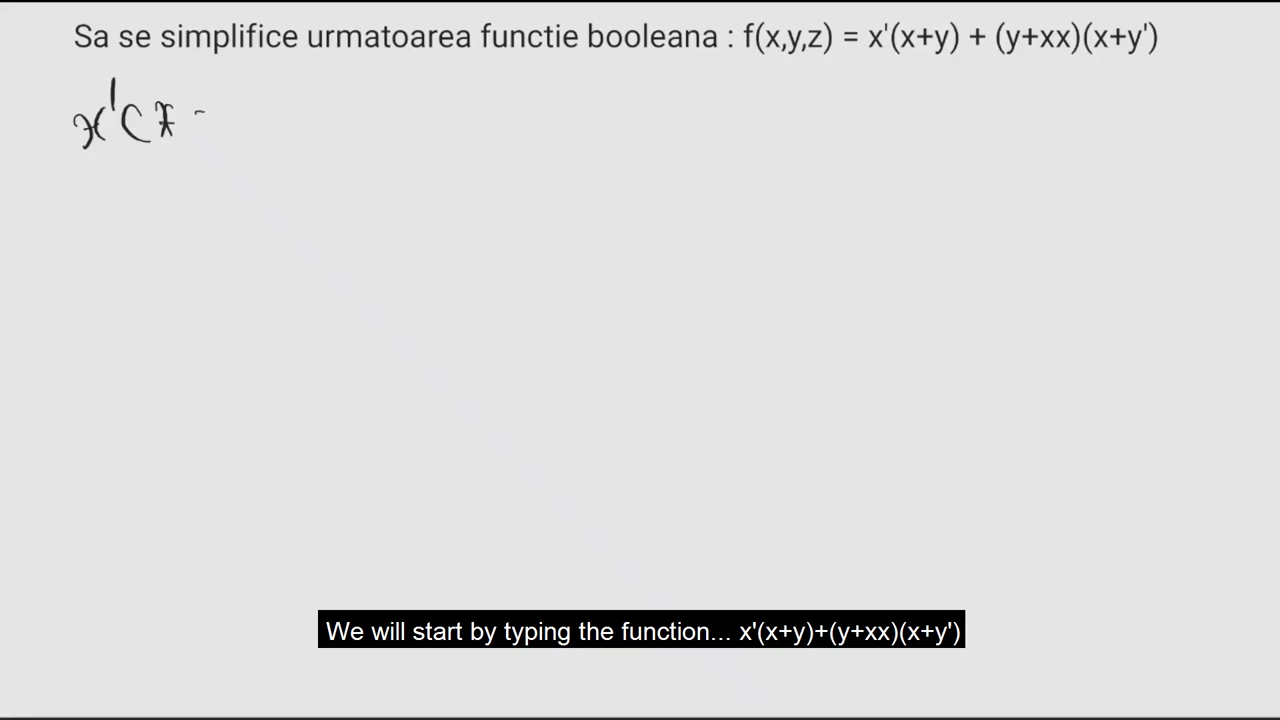 Sa se simplifice urmatoarea functie booleana : f(x,y,z) = x'(x+y) + (y+xx)(x+y')
x'(x -
We will start by typing the function... x'(x+y)+(y+xx)(x+y')